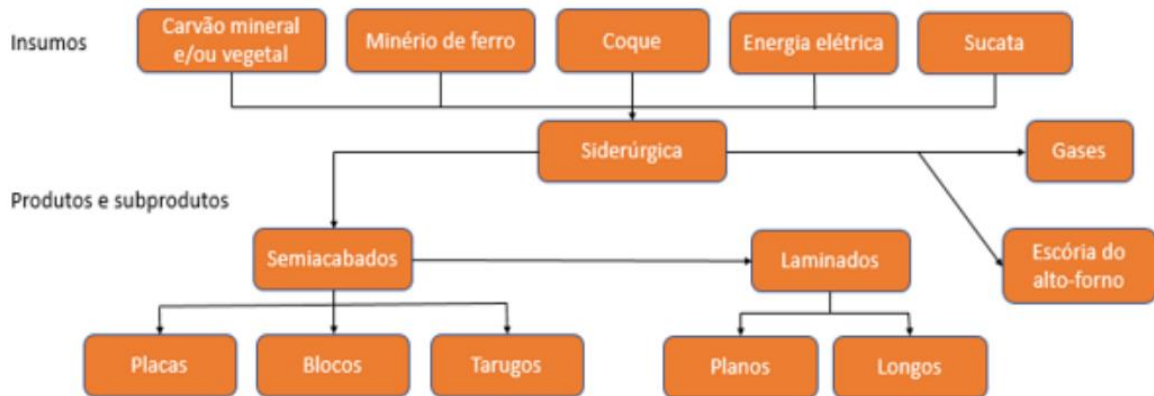 Insumos
Carvão mineral
e/ou vegetal
Minério de ferro
Coque
Energia elétrica
Sucata
Siderúrgica
Gases
Produtos e subprodutos
Semiacabados
Laminados
Escória do
alto-forno
Placas
Blocos
Tarugos
Planos
Longos